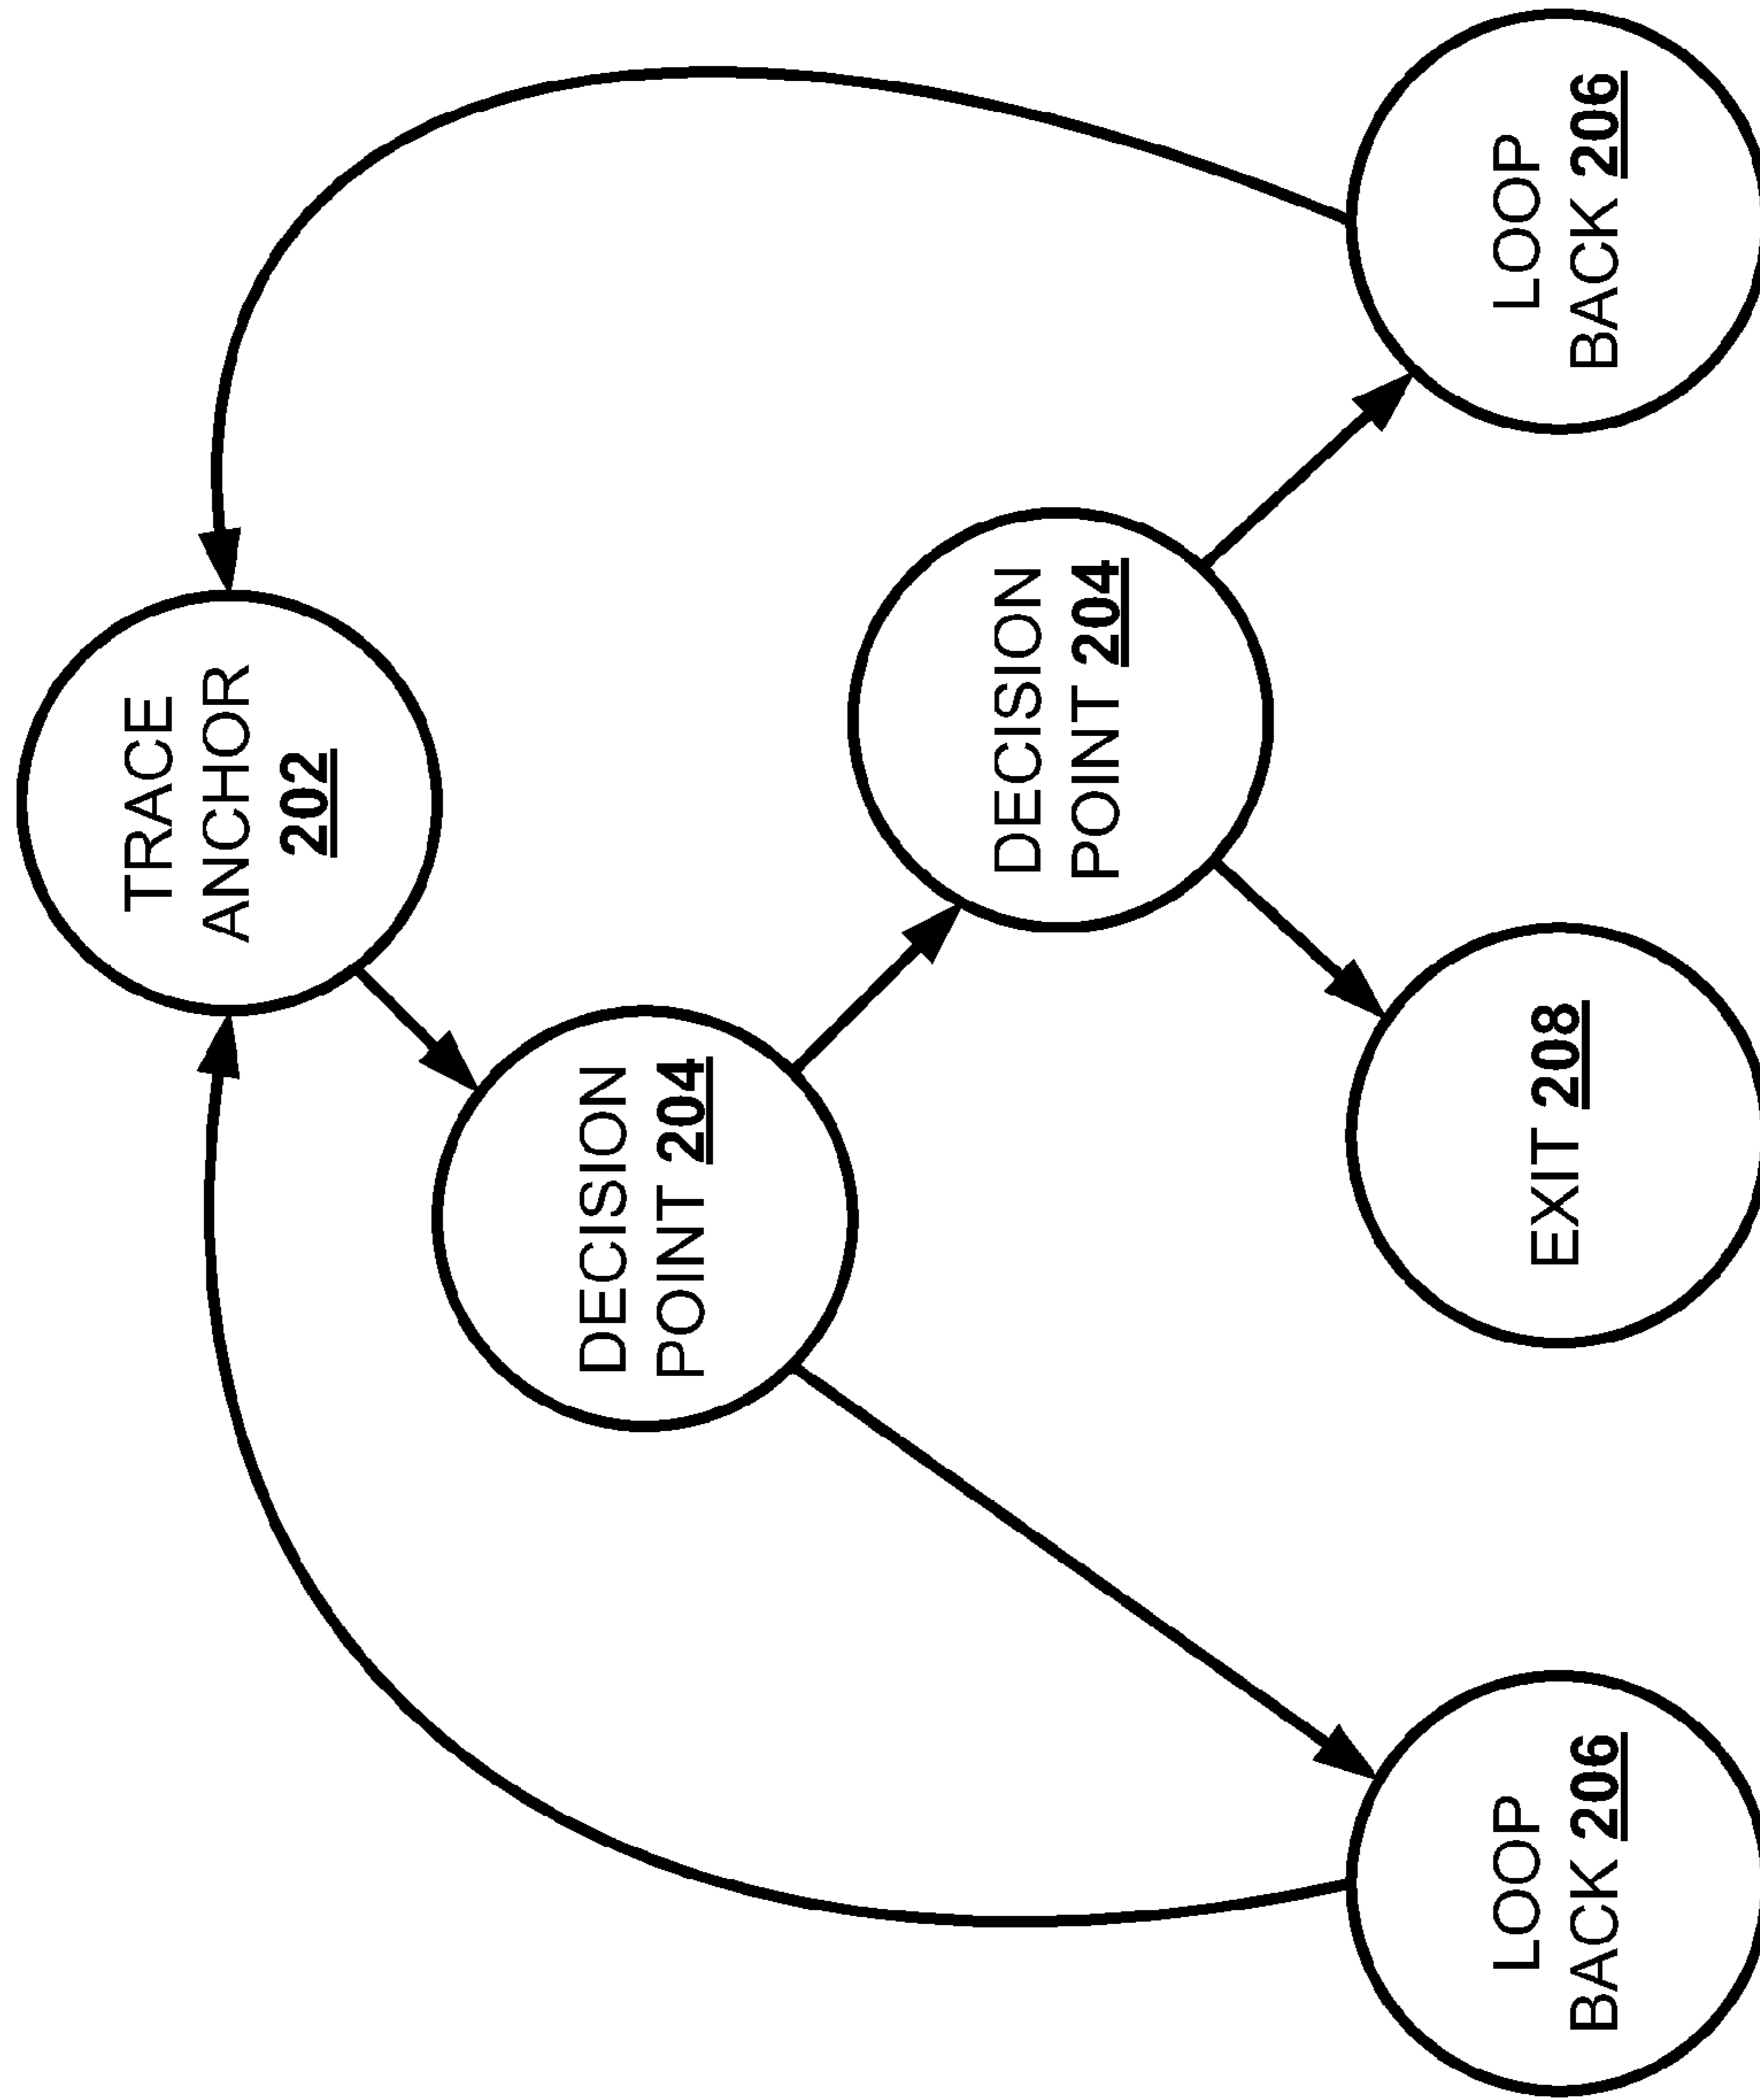 TRACE
ANCHOR
202
DECISION
POINT 204
DECISION
POINT 204
LOOP
BACK 206
EXIT 208
LOOP
BACK 206